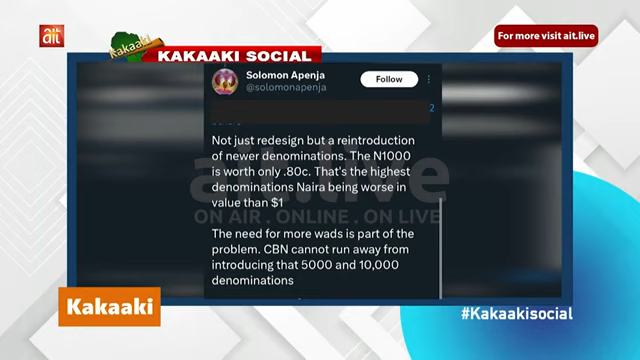 ait
For more visit ait.live
Kakaaki
KAKAAKI SOCIAL
Solomon Apenja
@solomonapenja
Follow
2
Not just redesign but a reintroduction
of newer denominations. The N1000
is worth only .80c. That's the highest
denominations Naira being worse in
value than $1
ait.live
ON AIR . ONLINE . ON LIVE
The need for more wads is part of the
problem. CBN cannot run away from
introducing that 5000 and 10,000
denominations
Kakaaki
#Kakaakisocial